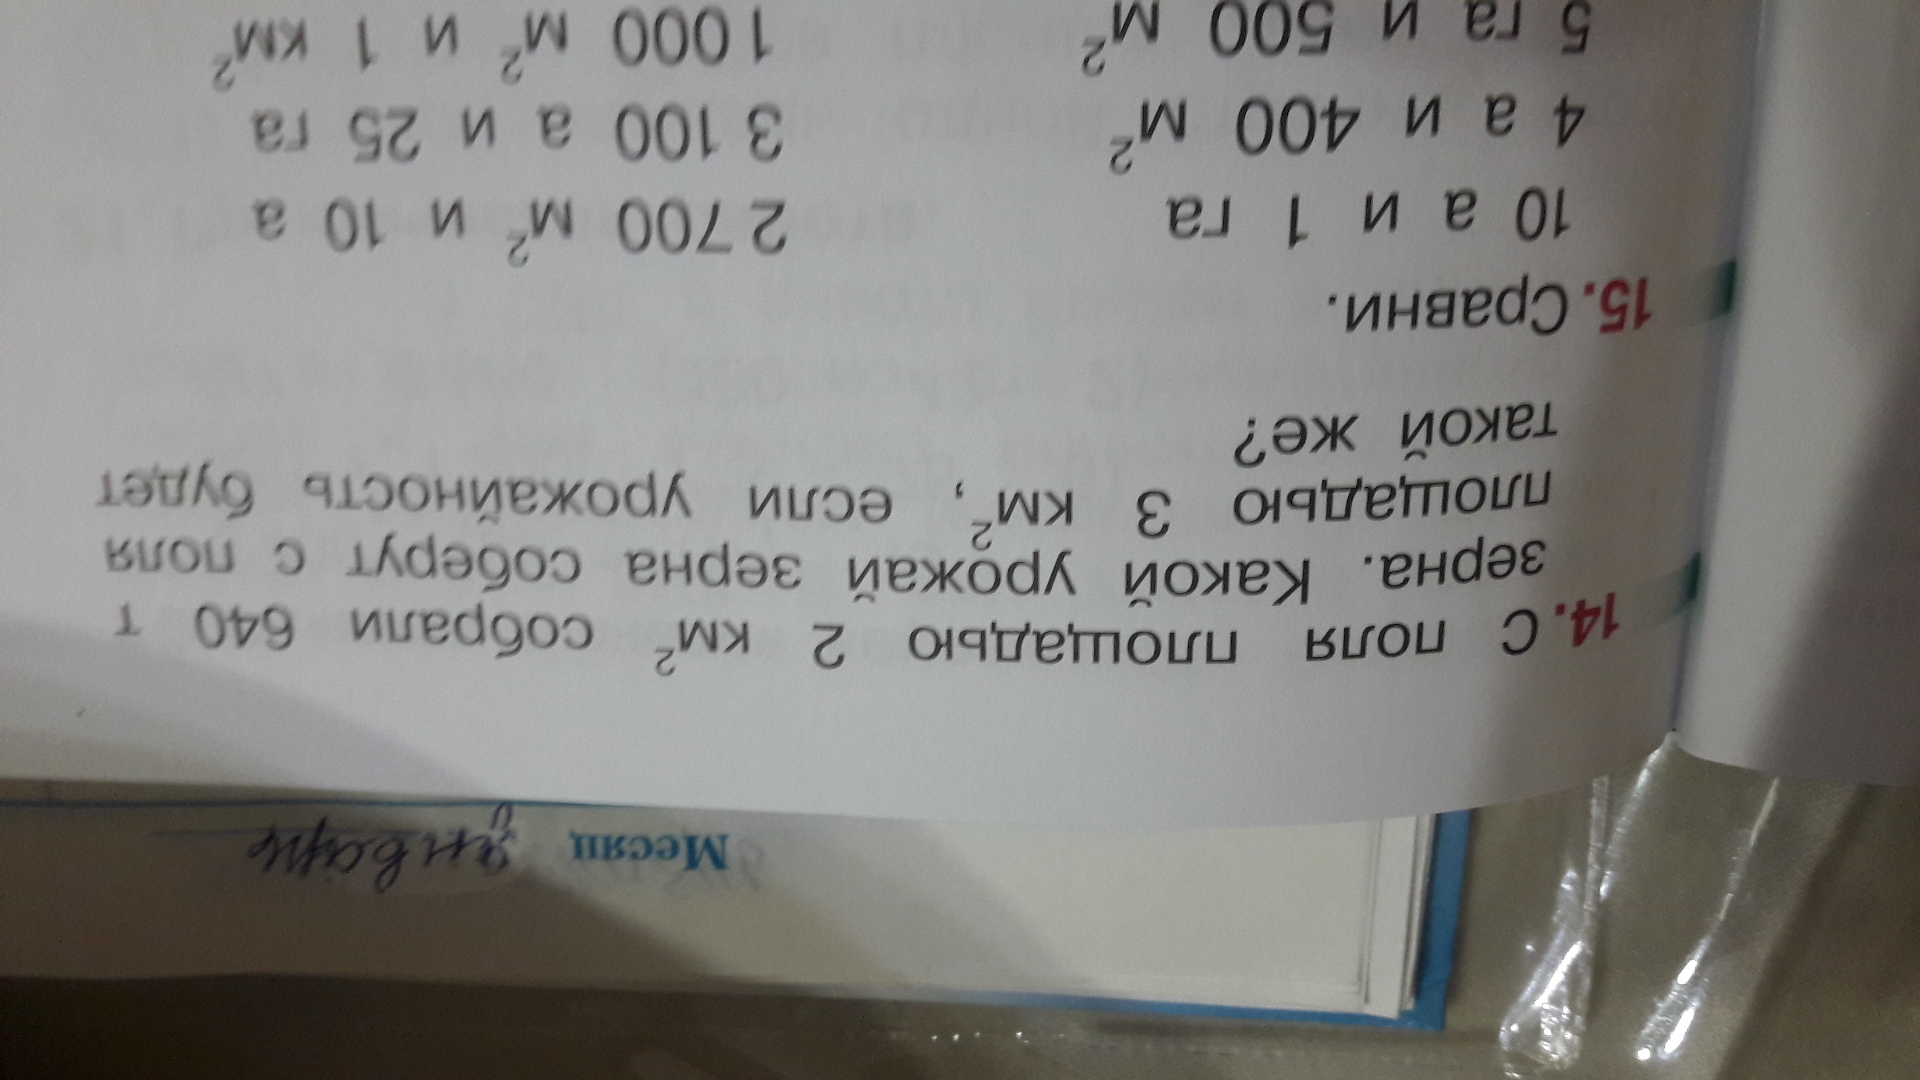 Месяц январь
14. С поля площадью 2 км² собрали 640 т
зерна. Какой урожай зерна соберут с поля
площадью 3 км², если урожайность будет
такой же?
15. Сравни.
10 а и 1 га 2 700 м² и 10 а
4 а и 400 м² 3 100 а и 25 га
5 га и 500 м² 1 000 м² и 1 км²